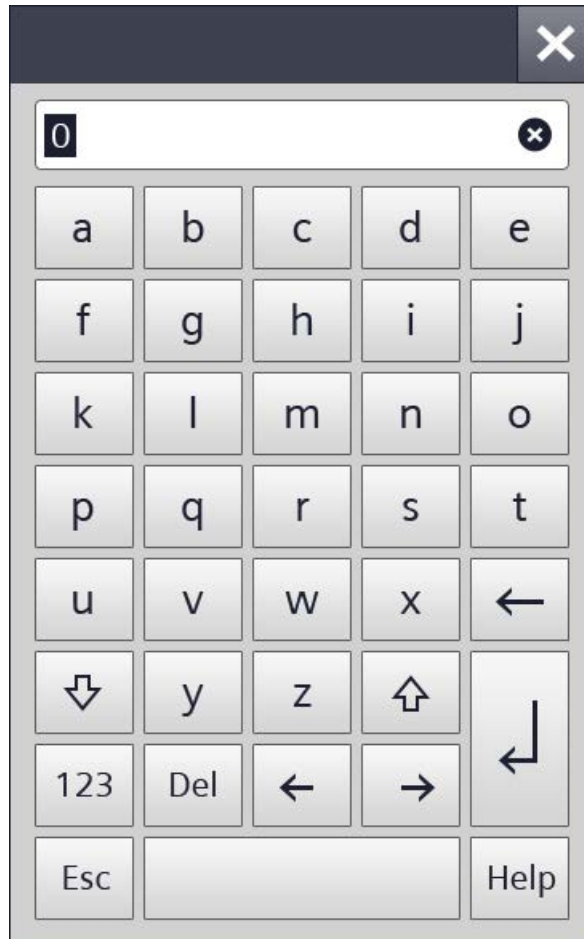 0
a b c d e
f g h i j
k l m n o
p q r s t
u v w x ←
y z
123 Del ← →
Esc Help